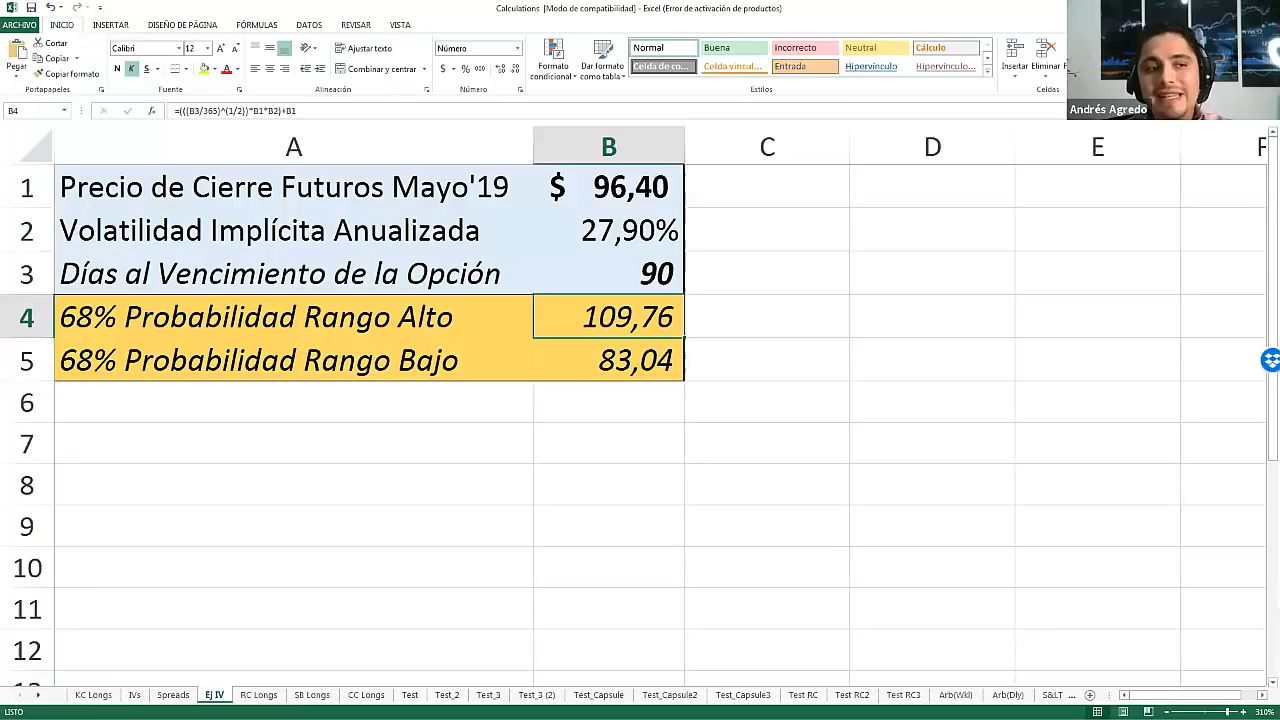 Calculations [Modo de compatibilidad] - Excel (Error de activación de productos)
ARCHIVO INICIO INSERTAR DISEÑO DE PÁGINA FÓRMULAS DATOS REVISAR VISTA
Pegar
Cortar
Copiar
Copiar formato
Portapapeles
Calibri 12
N K S
Fuente
Ajustar texto
Combinar y centrar
Alineación
Número
$ % 000
Número
Formato condicional
Dar formato como tabla
Normal Buena Incorrecto Neutral Cálculo
Celda de co... Celda vincul... Entrada Hipervínculo Hipervínculo...
Estilos
Insertar Eliminar F
Celdas
Andrés Agredo
B4 fx =(((B3/365)^(1/2))*B1*B2)+B1
A B C D E F
1 Precio de Cierre Futuros Mayo'19 $ 96,40
2 Volatilidad Implícita Anualizada 27,90%
3 Días al Vencimiento de la Opción 90
4 68% Probabilidad Rango Alto 109,76
5 68% Probabilidad Rango Bajo 83,04
6
7
8
9
10
11
12
KC Longs IVs Spreads EJ IV RC Longs SB Longs CC Longs Test Test_2 Test_3 Test_3 (2) Test_Capsule Test_Capsule2 Test_Capsule3 Test RC Test RC2 Test RC3 Arb(Wkl) Arb(Dly) S&LT ...
LISTO 310%